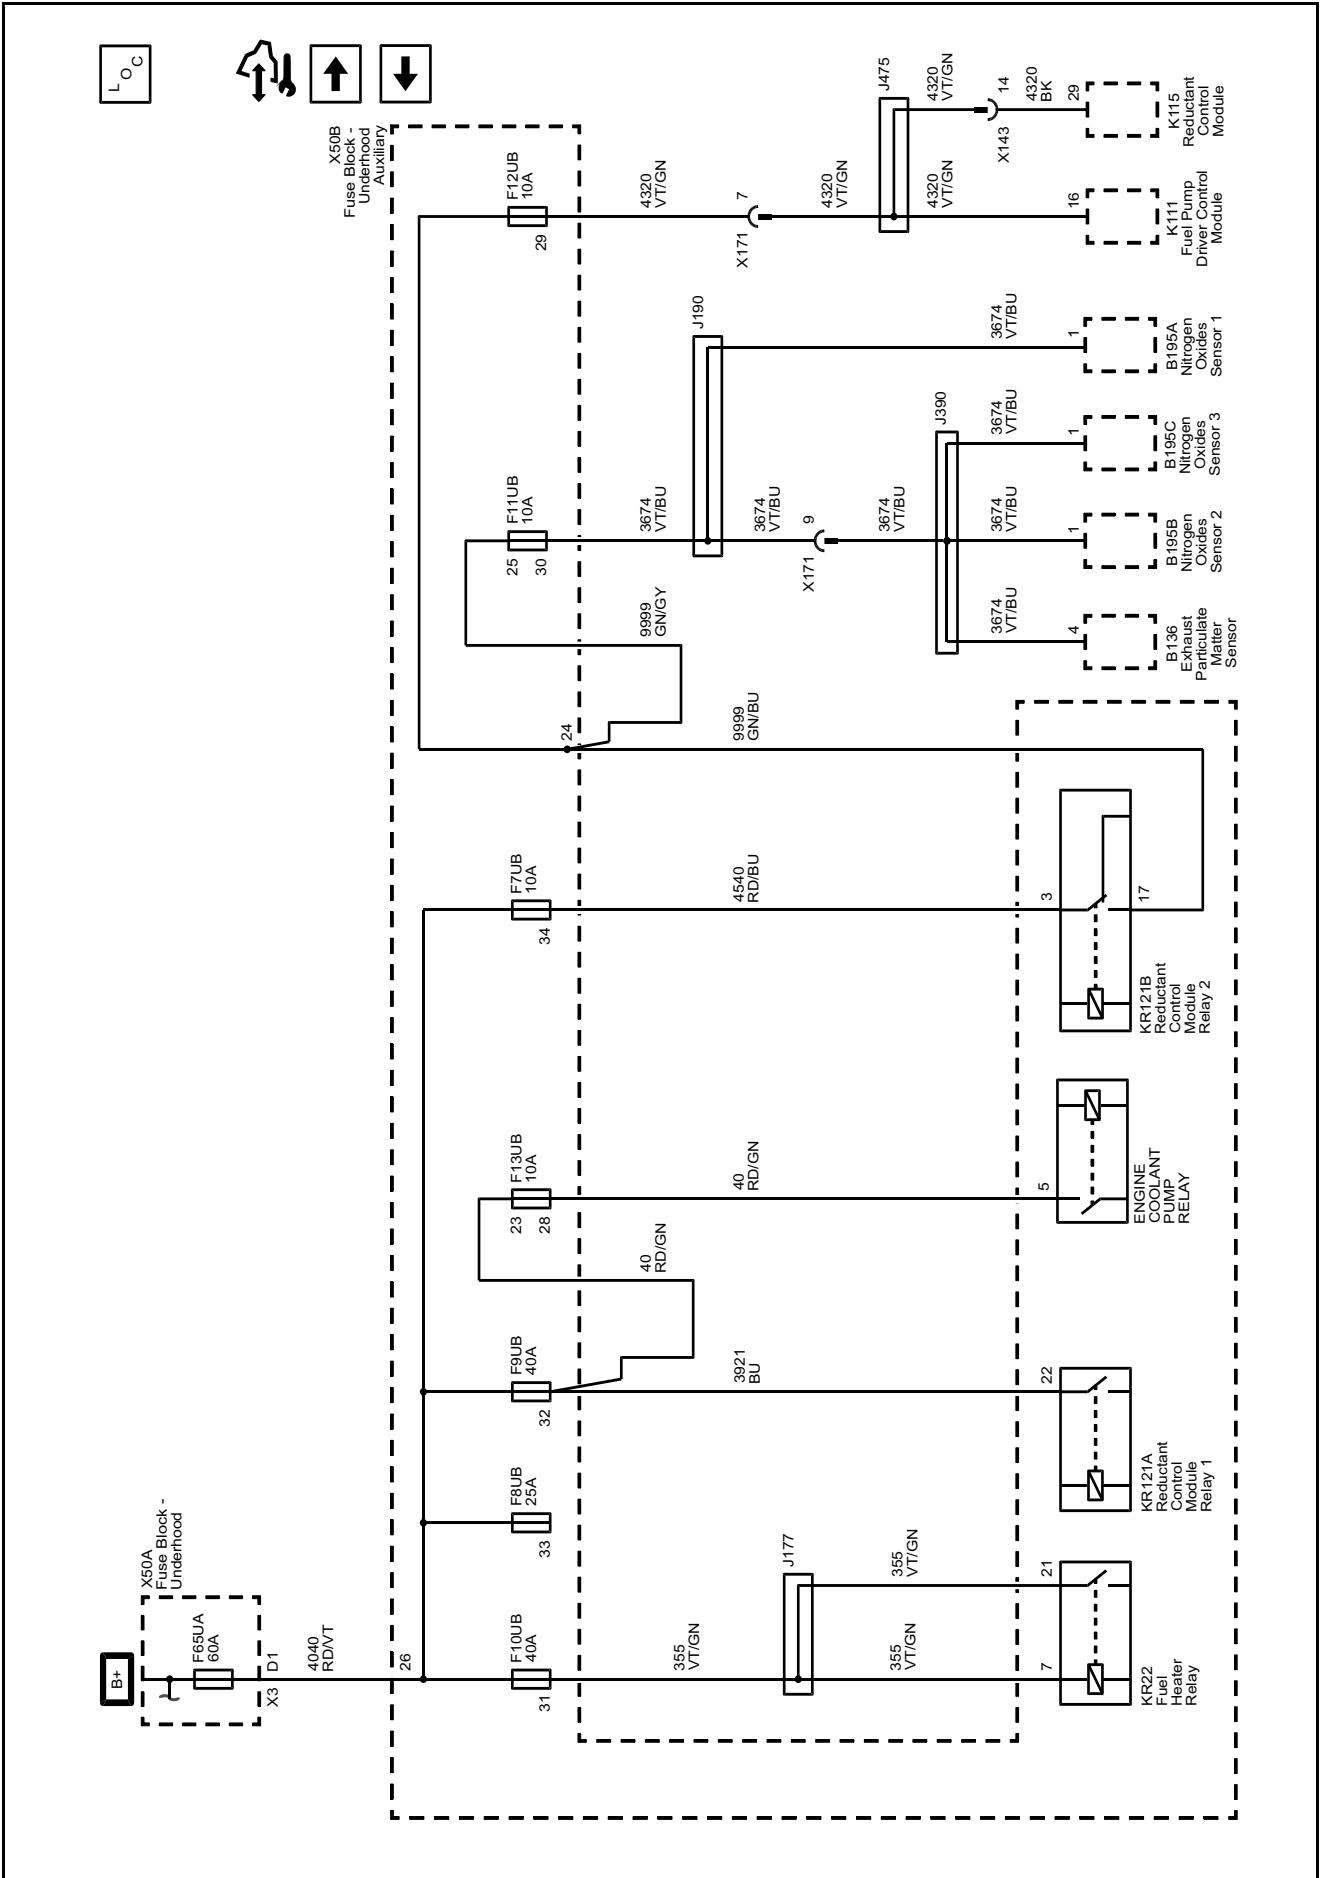 LOC
B+
X50A
Fuse Block -
Underhood
F65UA
60A
X3
D1
4040
RD/VT
26
X50B
Fuse Block -
Underhood
Auxiliary
F10UB
40A
31
F8UB
25A
33
F9UB
40A
32
F13UB
10A
23
28
F7UB
10A
34
24
F11UB
10A
25
30
F12UB
10A
29
355
VT/GN
J177
355
VT/GN
355
VT/GN
7
21
KR22
Fuel
Heater
Relay
3921
BU
22
KR121A
Reductant
Control
Module
Relay 1
40
RD/GN
40
RD/GN
5
ENGINE
COOLANT
PUMP
RELAY
4540
RD/BU
3
17
KR121B
Reductant
Control
Module
Relay 2
9999
GN/BU
9999
GN/GY
3674
VT/BU
J190
3674
VT/BU
X171
9
3674
VT/BU
J390
3674
VT/BU
3674
VT/BU
3674
VT/BU
3674
VT/BU
4
B136
Exhaust
Particulate
Matter
Sensor
1
B195B
Nitrogen
Oxides
Sensor 2
1
B195C
Nitrogen
Oxides
Sensor 3
1
B195A
Nitrogen
Oxides
Sensor 1
4320
VT/GN
X171
7
4320
VT/GN
J475
4320
VT/GN
4320
VT/GN
X143
14
4320
BK
16
K111
Fuel Pump
Driver Control
Module
29
K115
Reductant
Control
Module